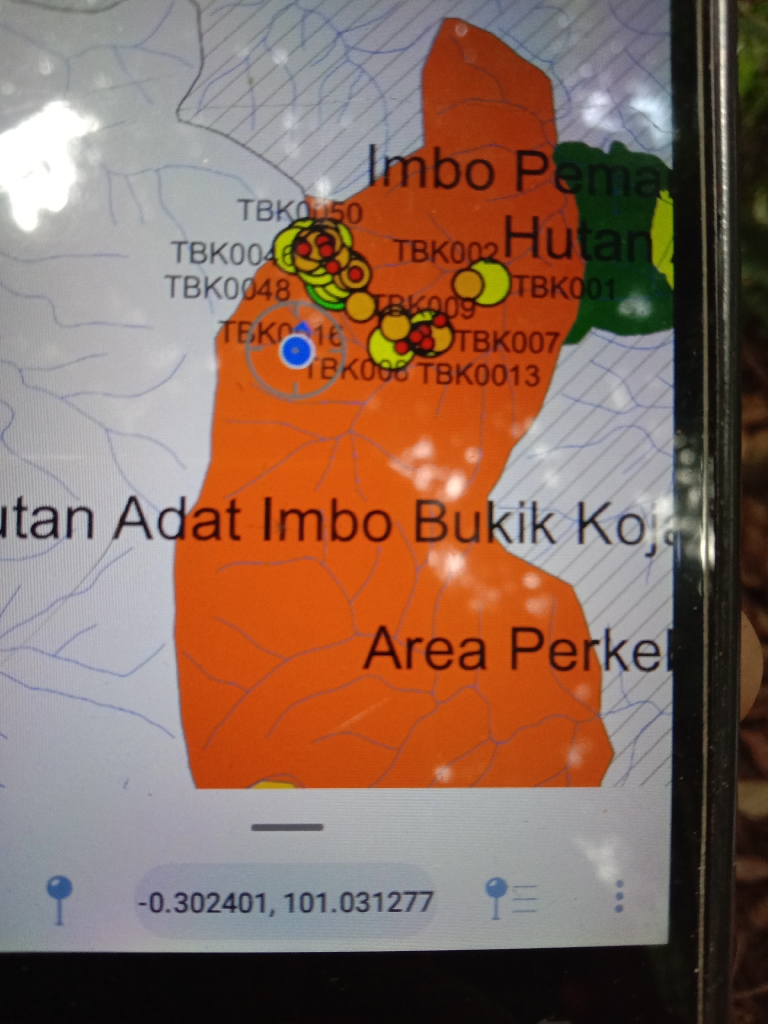 Imbo Pema
TBK0050
Hutan
TBK0046
TBK002
TBK0048
TBK001
TBK009
TBK0016
TBK007
TBK008
TBK0013
utan Adat Imbo Bukik Koja
Area Perke
-0.302401, 101.031277